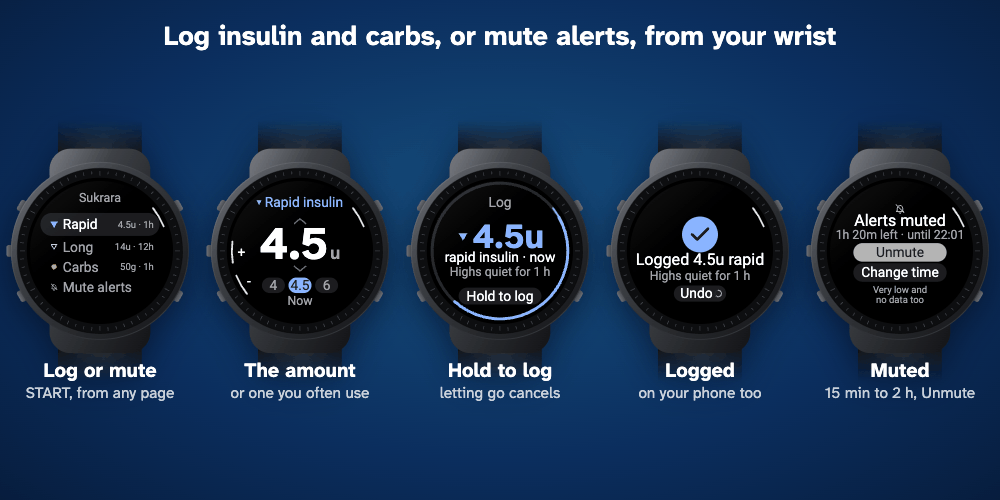 Log insulin and carbs, or mute alerts, from your wrist
Sukrara
Rapid 4.5u · 1h
Long 14u · 12h
Carbs 50g · 1h
Mute alerts
Log or mute
START, from any page
Rapid insulin
+
4.5u
-
4 4.5 6
Now
The amount
or one you often use
Log
4.5u
rapid insulin · now
Highs quiet for 1 h
Hold to log
Hold to log
letting go cancels
Logged 4.5u rapid
Highs quiet for 1 h
Undo
Logged
on your phone too
Alerts muted
1h 20m left · until 22:01
Unmute
Change time
Very low and
no data too
Muted
15 min to 2 h, Unmute